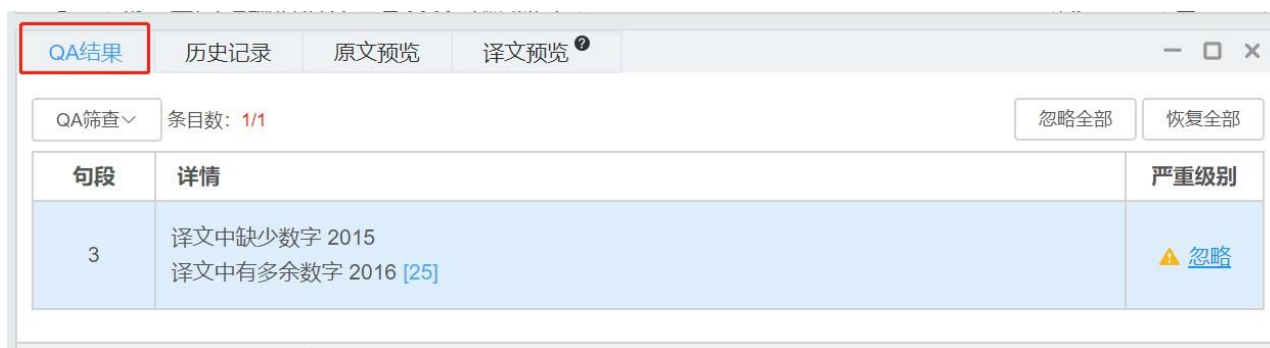 QA结果 历史记录 原文预览 译文预览 ?
QA筛查 条目数：1/1 忽略全部 恢复全部
句段 详情 严重级别
3 译文中缺少数字 2015
译文中有多余数字 2016 [25] 忽略